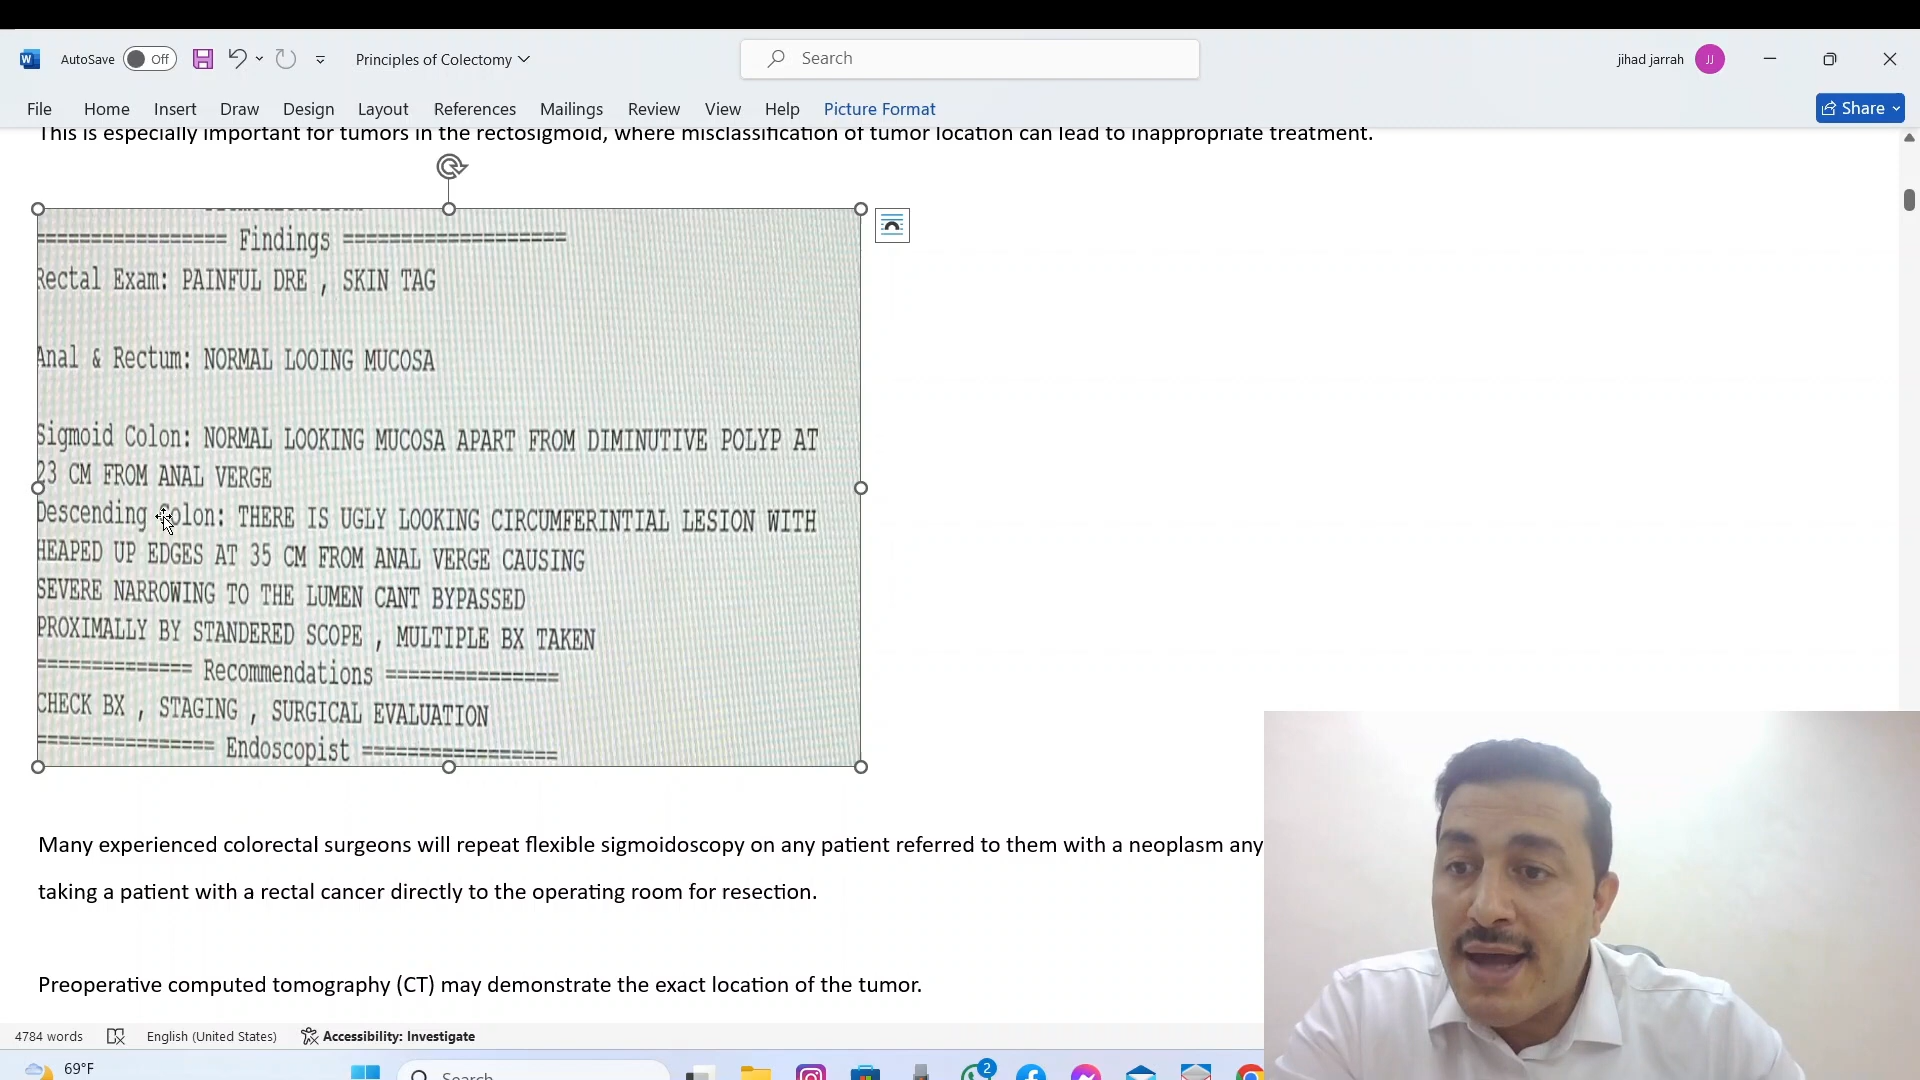 AutoSave Off Principles of Colectomy Search jihad jarrah JJ
File Home Insert Draw Design Layout References Mailings Review View Help Picture Format Share
This is especially important for tumors in the rectosigmoid, where misclassification of tumor location can lead to inappropriate treatment.
================ Findings ===================
Rectal Exam: PAINFUL DRE , SKIN TAG
Anal & Rectum: NORMAL LOOING MUCOSA
Sigmoid Colon: NORMAL LOOKING MUCOSA APART FROM DIMINUTIVE POLYP AT
23 CM FROM ANAL VERGE
Descending Colon: THERE IS UGLY LOOKING CIRCUMFERINTIAL LESION WITH
HEAPED UP EDGES AT 35 CM FROM ANAL VERGE CAUSING
SEVERE NARROWING TO THE LUMEN CANT BYPASSED
PROXIMALLY BY STANDERED SCOPE , MULTIPLE BX TAKEN
============= Recommendations ===============
CHECK BX , STAGING , SURGICAL EVALUATION
=============== Endoscopist =================
Many experienced colorectal surgeons will repeat flexible sigmoidoscopy on any patient referred to them with a neoplasm any
taking a patient with a rectal cancer directly to the operating room for resection.
Preoperative computed tomography (CT) may demonstrate the exact location of the tumor.
4784 words English (United States) Accessibility: Investigate
69°F Search 2